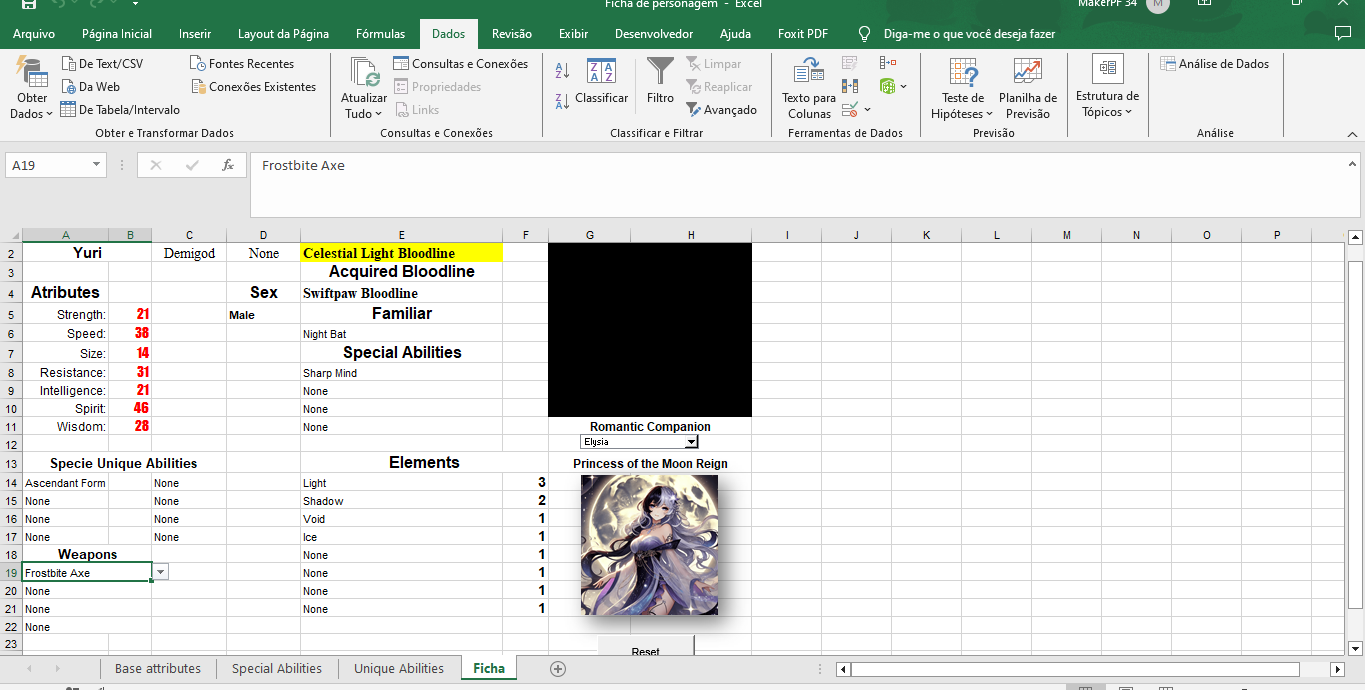 Ficha de personagem - Excel
MakerPF 34
M
Arquivo Página Inicial Inserir Layout da Página Fórmulas Dados Revisão Exibir Desenvolvedor Ajuda Foxit PDF Diga-me o que você deseja fazer
De Text/CSV Fontes Recentes Consultas e Conexões Limpar Análise de Dados
Obter Dados
Da Web Conexões Existentes Propriedades Reaplicar
De Tabela/Intervalo Links Avançado
Atualizar Tudo
Classificar
Filtro
Texto para Colunas
Teste de Hipóteses
Planilha de Previsão
Estrutura de Tópicos
Obter e Transformar Dados Consultas e Conexões Classificar e Filtrar Ferramentas de Dados Previsão Análise
A19 fx Frostbite Axe
A B C D E F G H I J K L M N O P
2 Yuri Demigod None Celestial Light Bloodline
3 Acquired Bloodline
4 Atributes Sex Swiftpaw Bloodline
5 Strength: 21 Male Familiar
6 Speed: 38 Night Bat
7 Size: 14 Special Abilities
8 Resistance: 31 Sharp Mind
9 Intelligence: 21 None
10 Spirit: 46 None
11 Wisdom: 28 None Romantic Companion
12 Elysia
13 Specie Unique Abilities Elements Princess of the Moon Reign
14 Ascendant Form None Light 3
15 None None Shadow 2
16 None None Void 1
17 None None Ice 1
18 Weapons None 1
19 Frostbite Axe None 1
20 None None 1
21 None None 1
22 None
23
Reset
Base attributes Special Abilities Unique Abilities Ficha